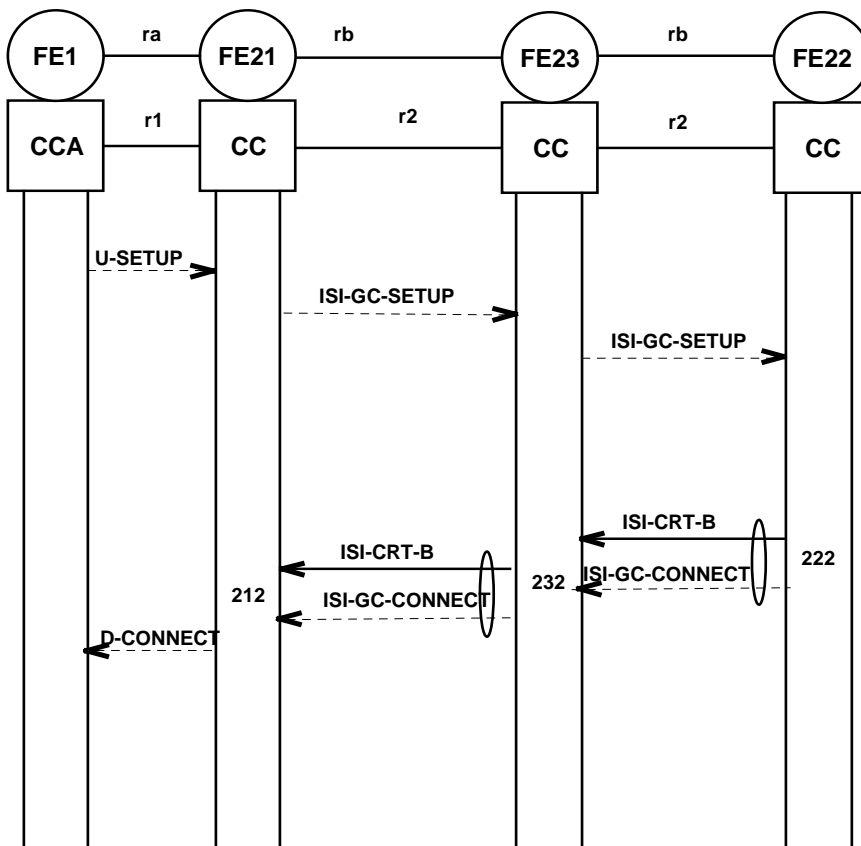 ra rb rb
FE1 FE21 FE23 FE22
r1 r2 r2
CCA CC CC CC
U-SETUP
ISI-GC-SETUP
ISI-GC-SETUP
ISI-CRT-B
ISI-CRT-B
222
ISI-GC-CONNECT
232
212
ISI-GC-CONNECT
D-CONNECT